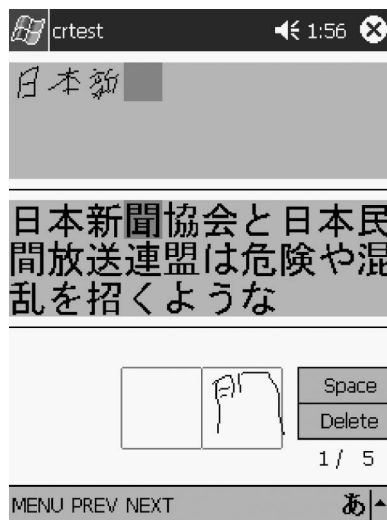 crtest 1:56
日本新
日本新聞協会と日本民
間放送連盟は危険や混
乱を招くような
Space
Delete
1/ 5
MENU PREV NEXT あ